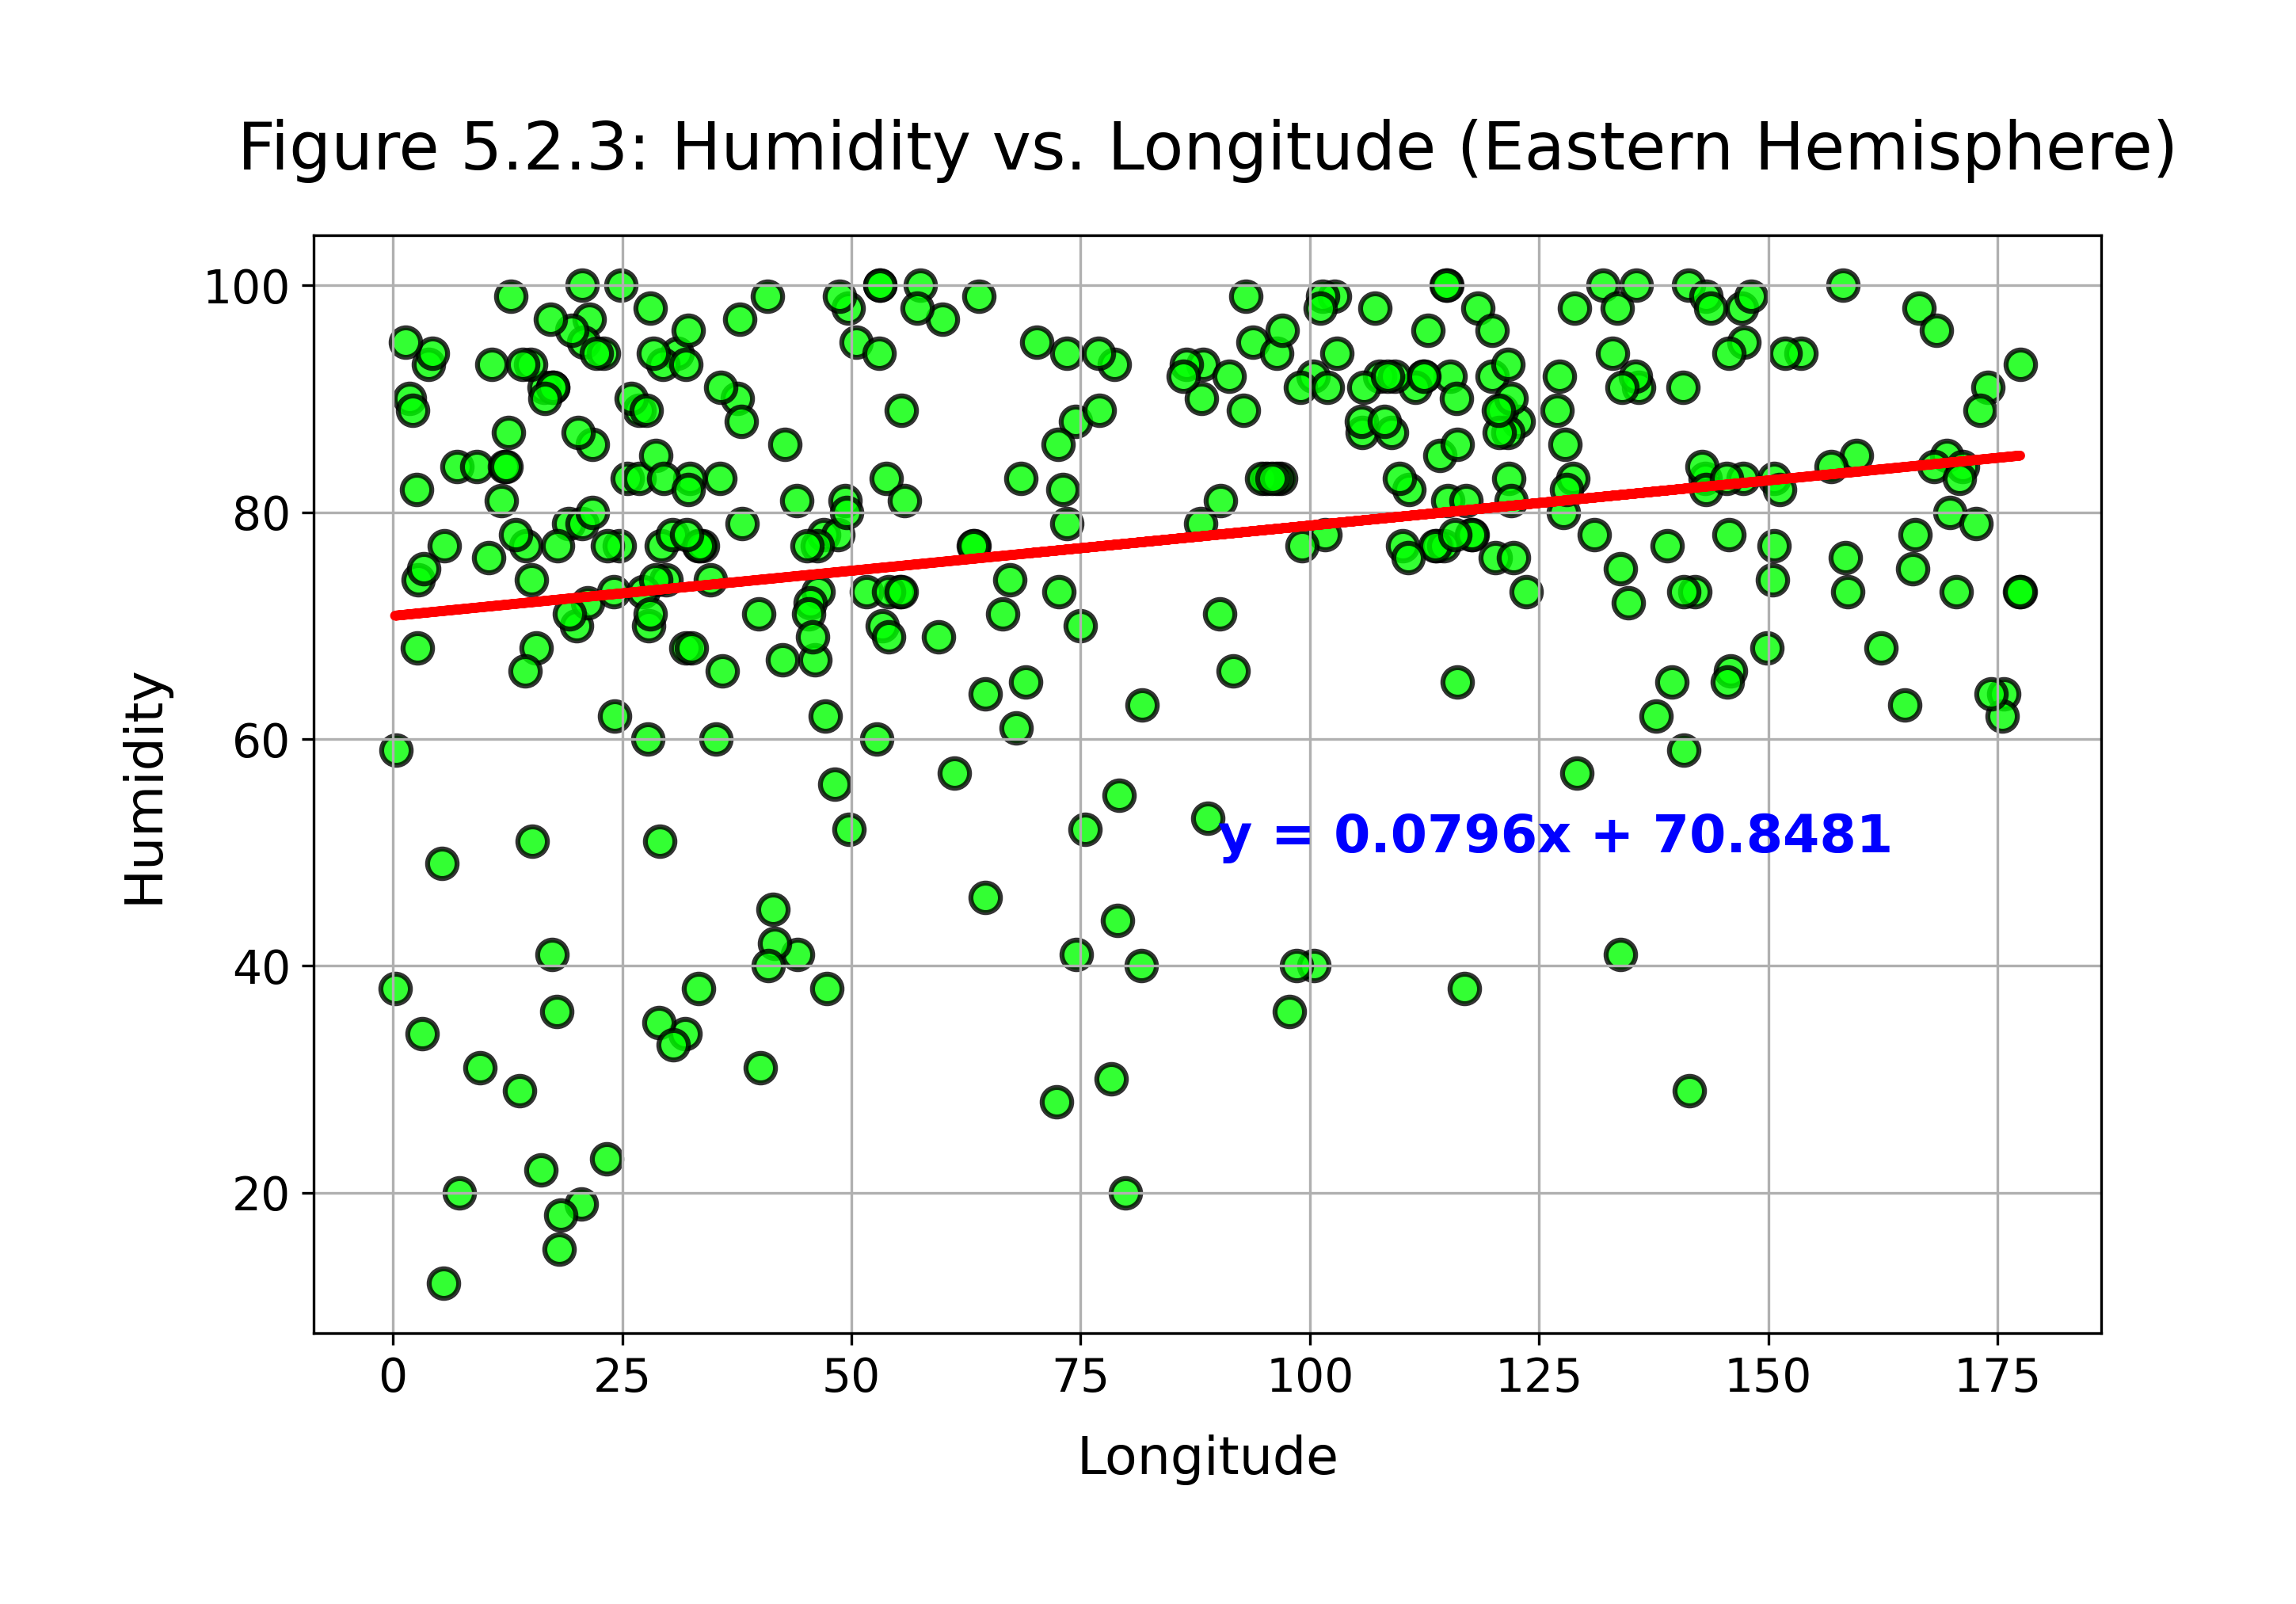 Figure 5.2.3: Humidity vs. Longitude (Eastern Hemisphere)
100
80
60
40
20
Humidity
y = 0.0796x + 70.8481
0 25 50 75 100 125 150 175
Longitude